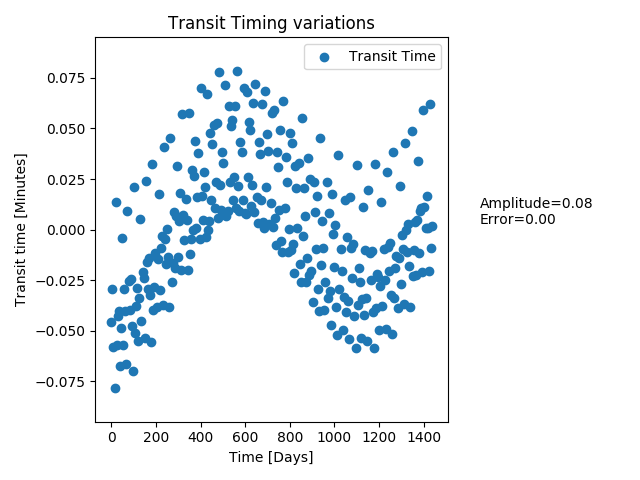 Transit Timing variations
Transit Time
Transit time [Minutes]
0.075
0.050
0.025
0.000
−0.025
−0.050
−0.075
0 200 400 600 800 1000 1200 1400
Time [Days]
Amplitude=0.08
Error=0.00